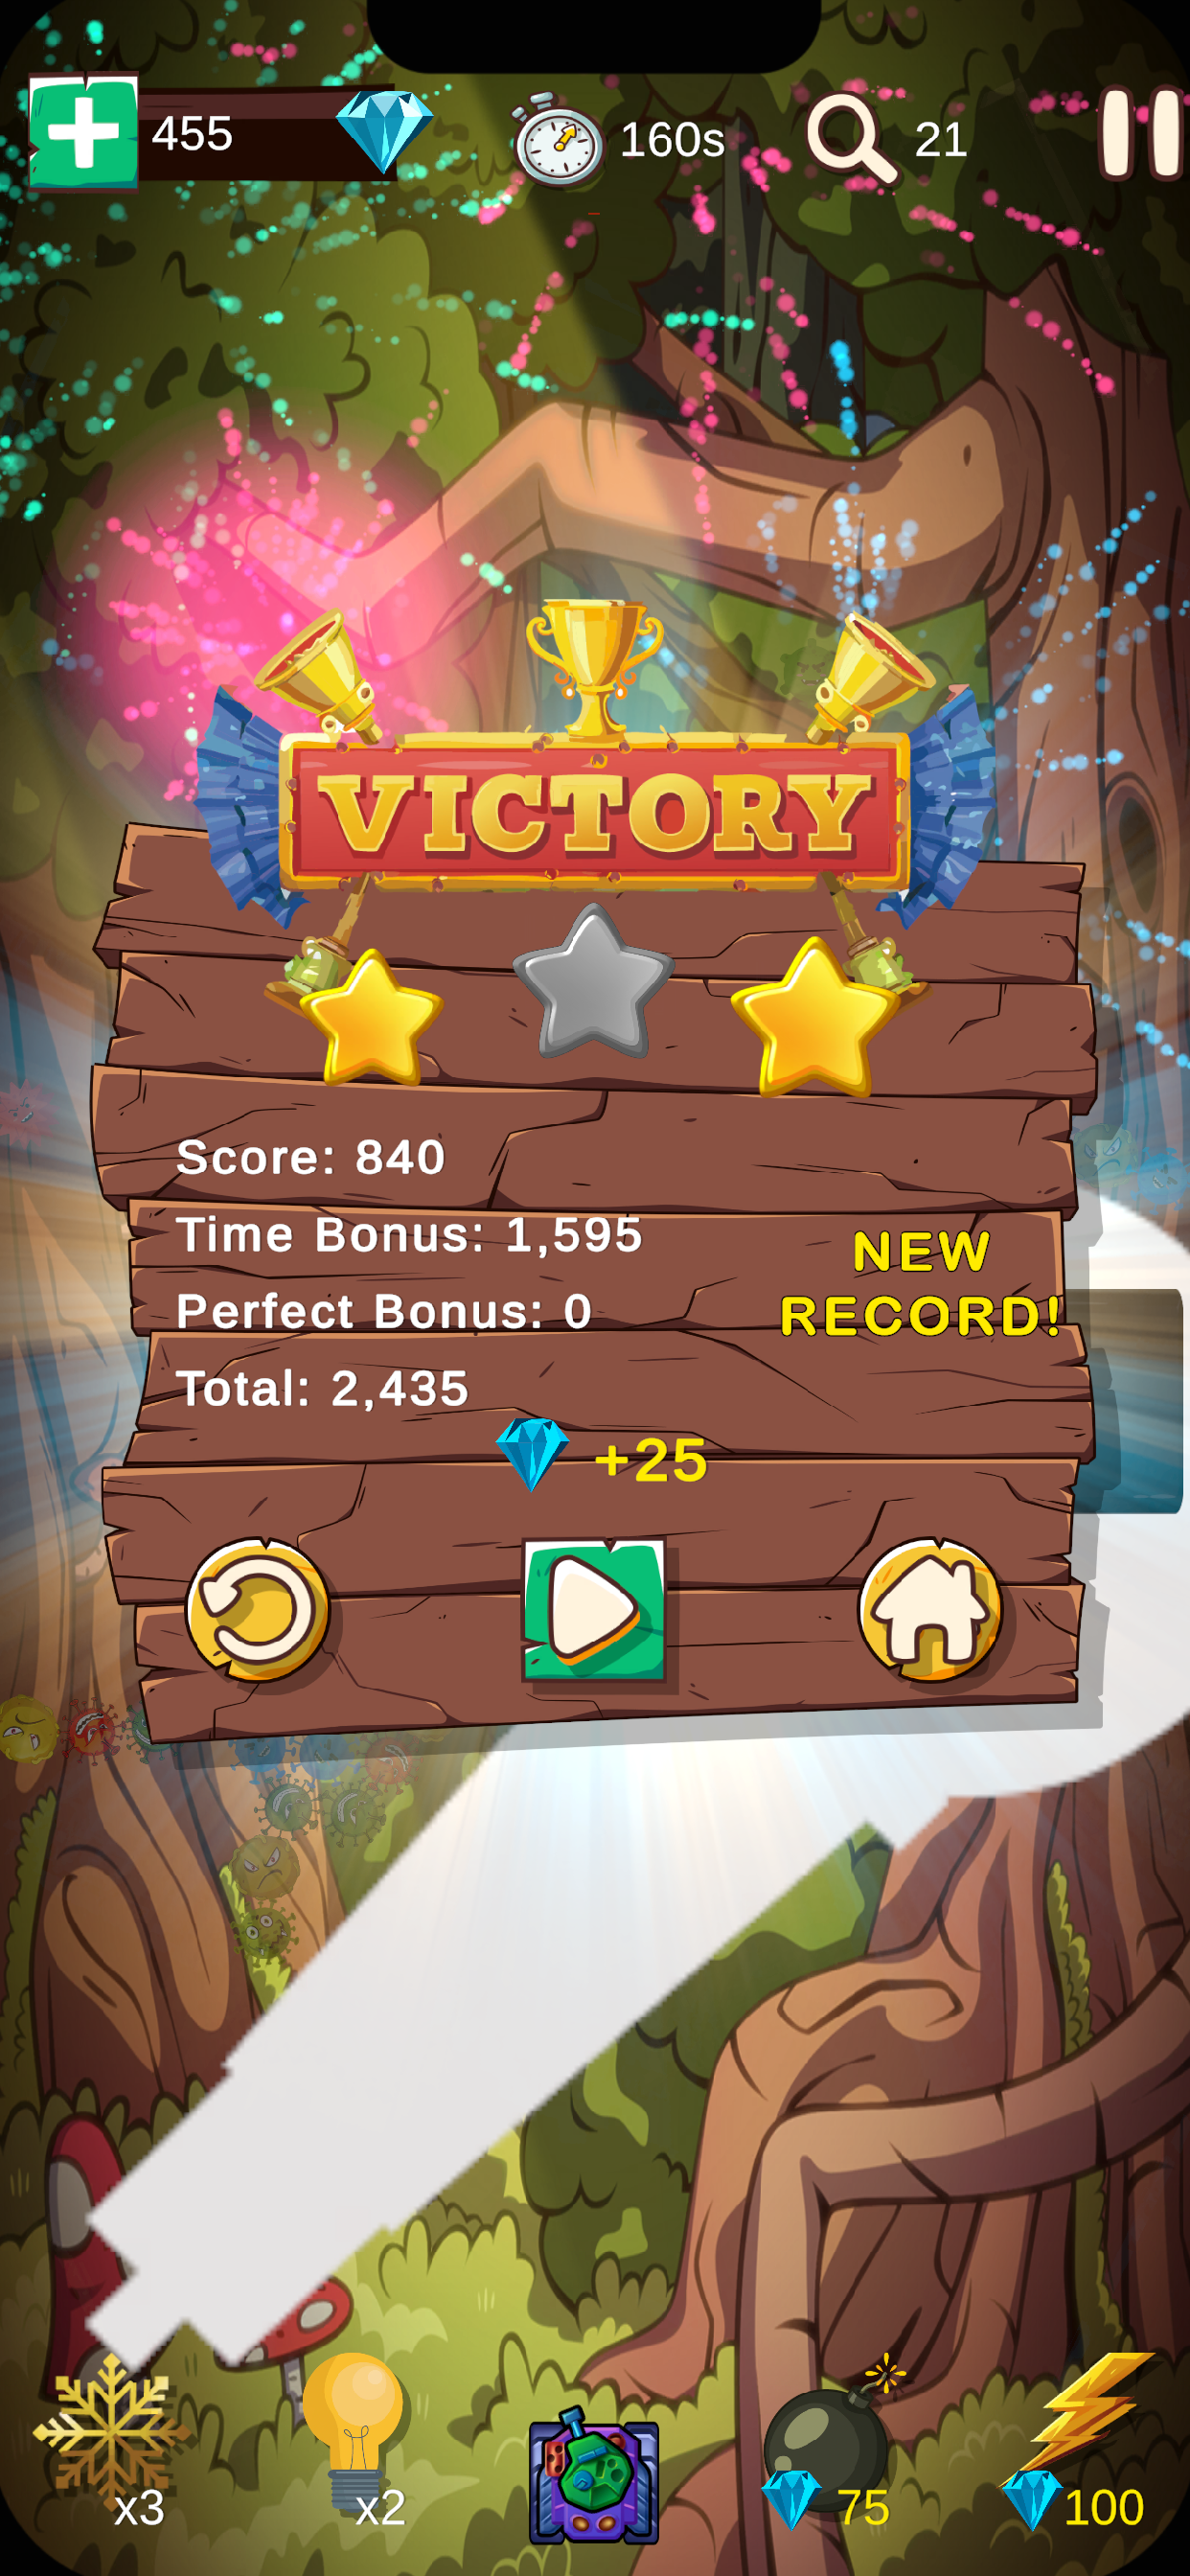 455
160s
21
VICTORY
Score: 840
Time Bonus: 1,595
Perfect Bonus: 0
Total: 2,435
NEW
RECORD!
+25
x3
x2
75
100